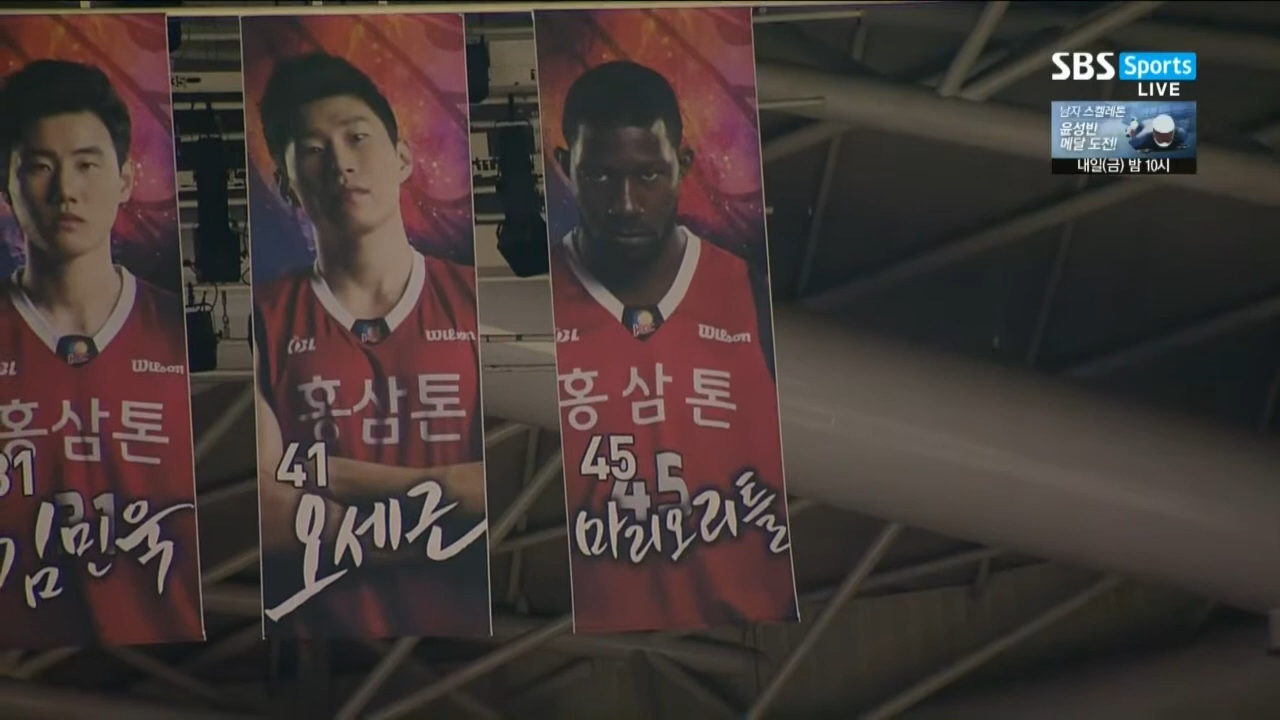 SBS Sports
LIVE
남자 스켈레톤
윤성빈
메달 도전!
내일(금) 밤 10시
Wilson
홍삼톤
31
김민욱
KBL
Wilson
홍삼톤
41
오세근
Wilson
홍삼톤
45
45
마리오 리틀